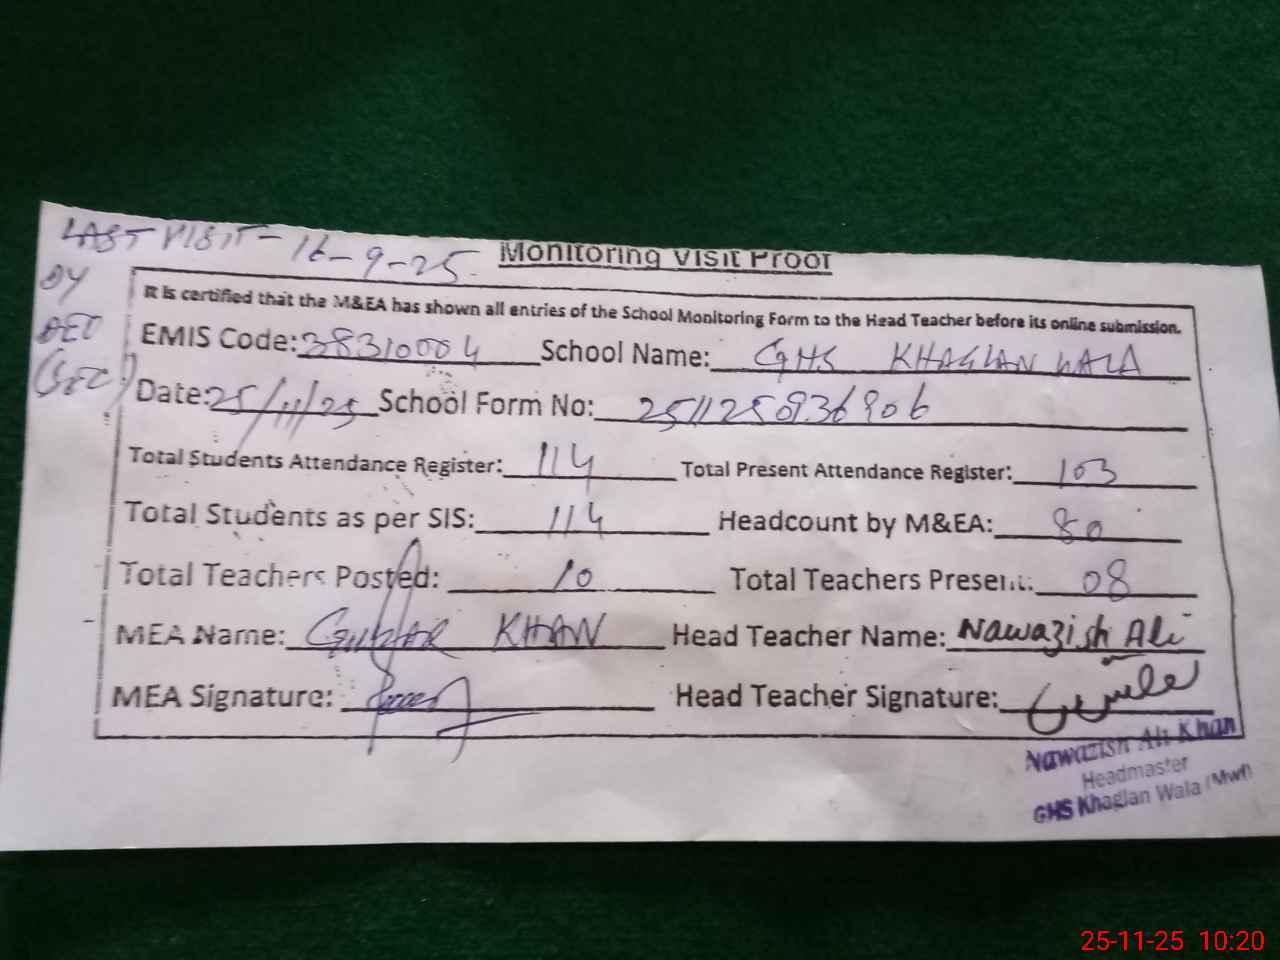 LAST VISIT - 16-9-25
BY
DEO
(SEC)
Monitoring Visit Proof
It is certified that the M&EA has shown all entries of the School Monitoring Form to the Head Teacher before its online submission.
EMIS Code: 38310004 School Name: GHS KHAGLAN WALA
Date: 25/11/25 School Form No: 2511250936906
Total Students Attendance Register: 114 Total Present Attendance Register: 103
Total Students as per SIS: 114 Headcount by M&EA: 80
Total Teachers Posted: 10 Total Teachers Present: 08
MEA Name: GULZAR KHAN Head Teacher Name: Nawazish Ali
MEA Signature: Head Teacher Signature:
Nawazish Ali Khan
Headmaster
GHS Khaglan Wala (Mwf)
25-11-25 10:20